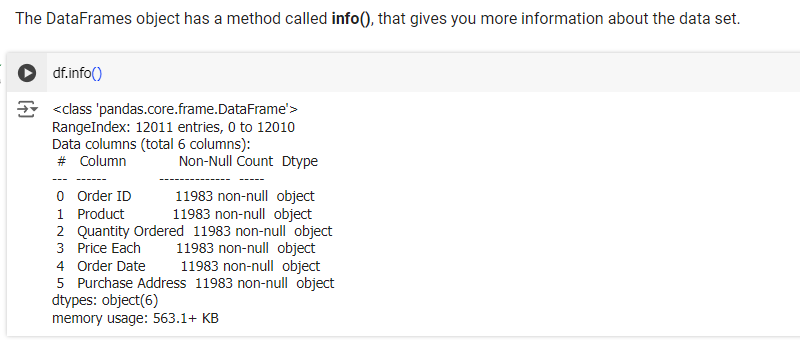 The DataFrames object has a method called info(), that gives you more information about the data set.
df.info()
<class 'pandas.core.frame.DataFrame'>
RangeIndex: 12011 entries, 0 to 12010
Data columns (total 6 columns):
 #   Column            Non-Null Count  Dtype
---  ------            --------------  -----
 0   Order ID          11983 non-null  object
 1   Product           11983 non-null  object
 2   Quantity Ordered  11983 non-null  object
 3   Price Each        11983 non-null  object
 4   Order Date        11983 non-null  object
 5   Purchase Address  11983 non-null  object
dtypes: object(6)
memory usage: 563.1+ KB